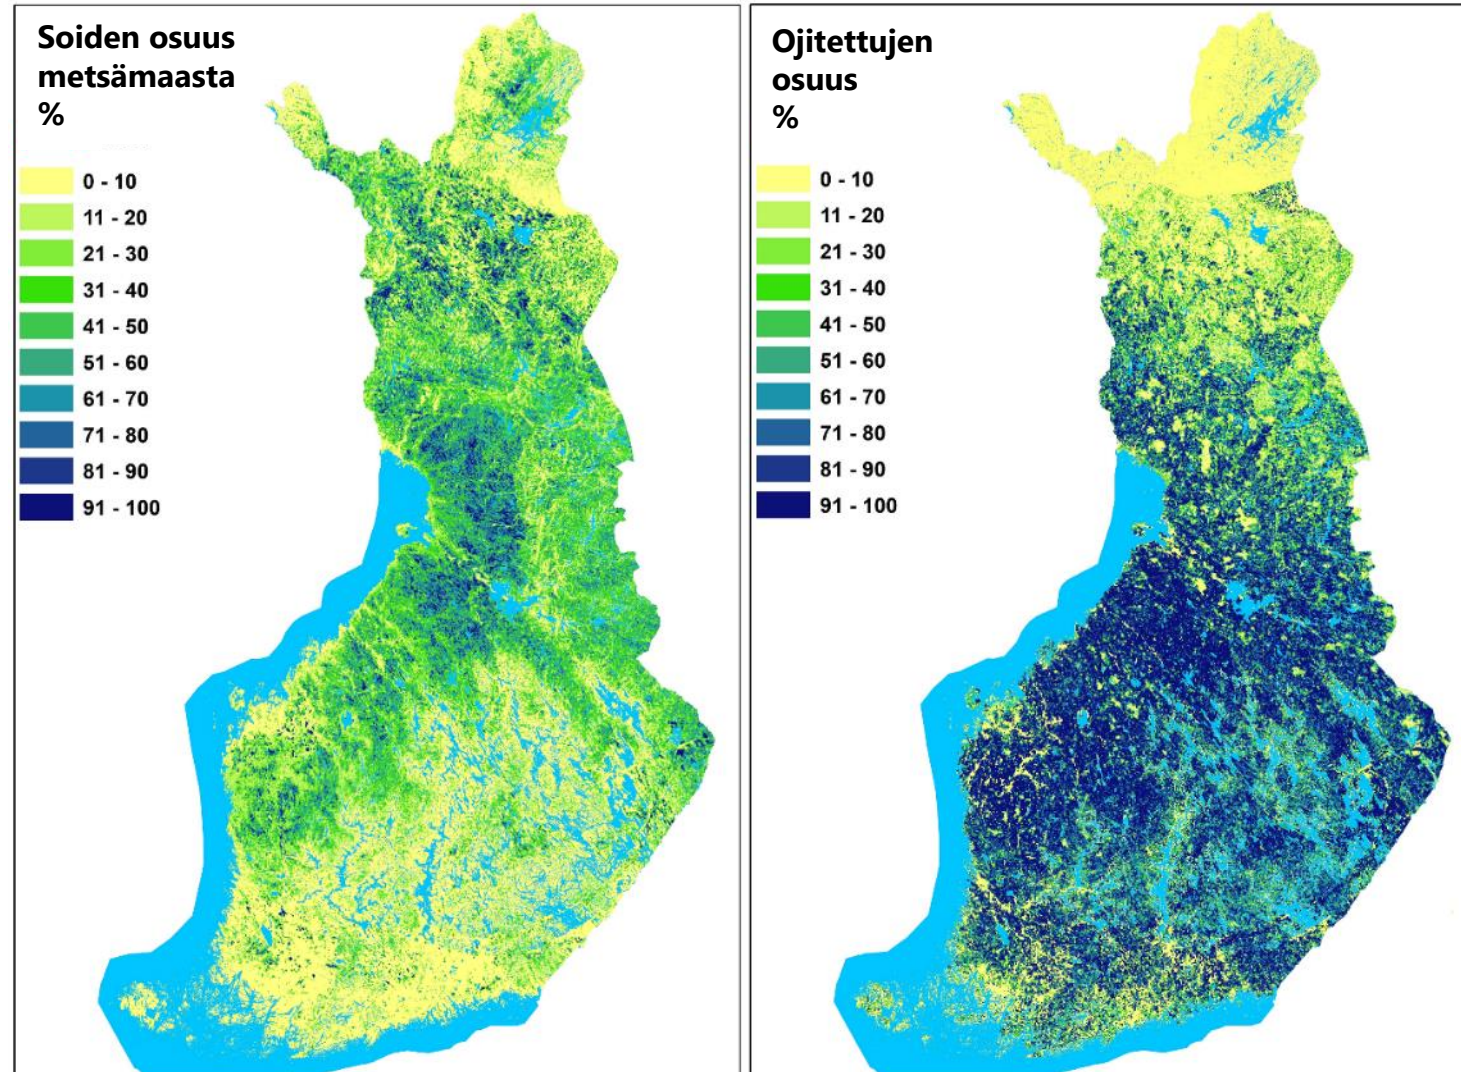 Soiden osuus
metsämaasta
%
0 - 10
11 - 20
21 - 30
31 - 40
41 - 50
51 - 60
61 - 70
71 - 80
81 - 90
91 - 100
Ojitettujen
osuus
%
0 - 10
11 - 20
21 - 30
31 - 40
41 - 50
51 - 60
61 - 70
71 - 80
81 - 90
91 - 100